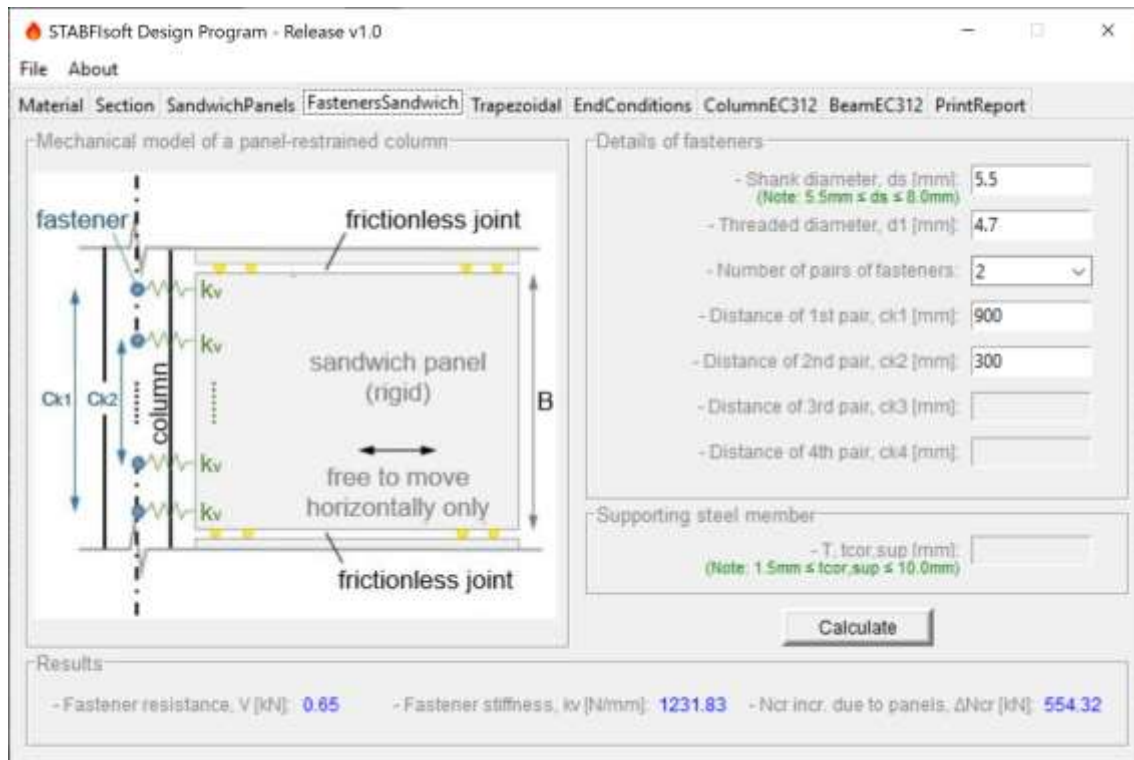 STABFIsoft Design Program - Release v1.0
File About
Material Section SandwichPanels FastenersSandwich Trapezoidal EndConditions ColumnEC312 BeamEC312 PrintReport
Mechanical model of a panel-restrained column
fastener
frictionless joint
kv
kv
sandwich panel
(rigid)
Ck1
Ck2
column
B
free to move
horizontally only
kv
kv
frictionless joint
Details of fasteners
- Shank diameter, ds [mm]: 5.5
(Note: 5.5mm ≤ ds ≤ 8.0mm)
- Threaded diameter, d1 [mm]: 4.7
- Number of pairs of fasteners: 2
- Distance of 1st pair, ck1 [mm]: 900
- Distance of 2nd pair, ck2 [mm]: 300
- Distance of 3rd pair, ck3 [mm]:
- Distance of 4th pair, ck4 [mm]:
Supporting steel member
- T. tcor,sup [mm]:
(Note: 1.5mm ≤ tcor,sup ≤ 10.0mm)
Calculate
Results
- Fastener resistance, V [kN]: 0.65 - Fastener stiffness, kv [N/mm]: 1231.83 - Ncr incr. due to panels, ΔNcr [kN]: 554.32